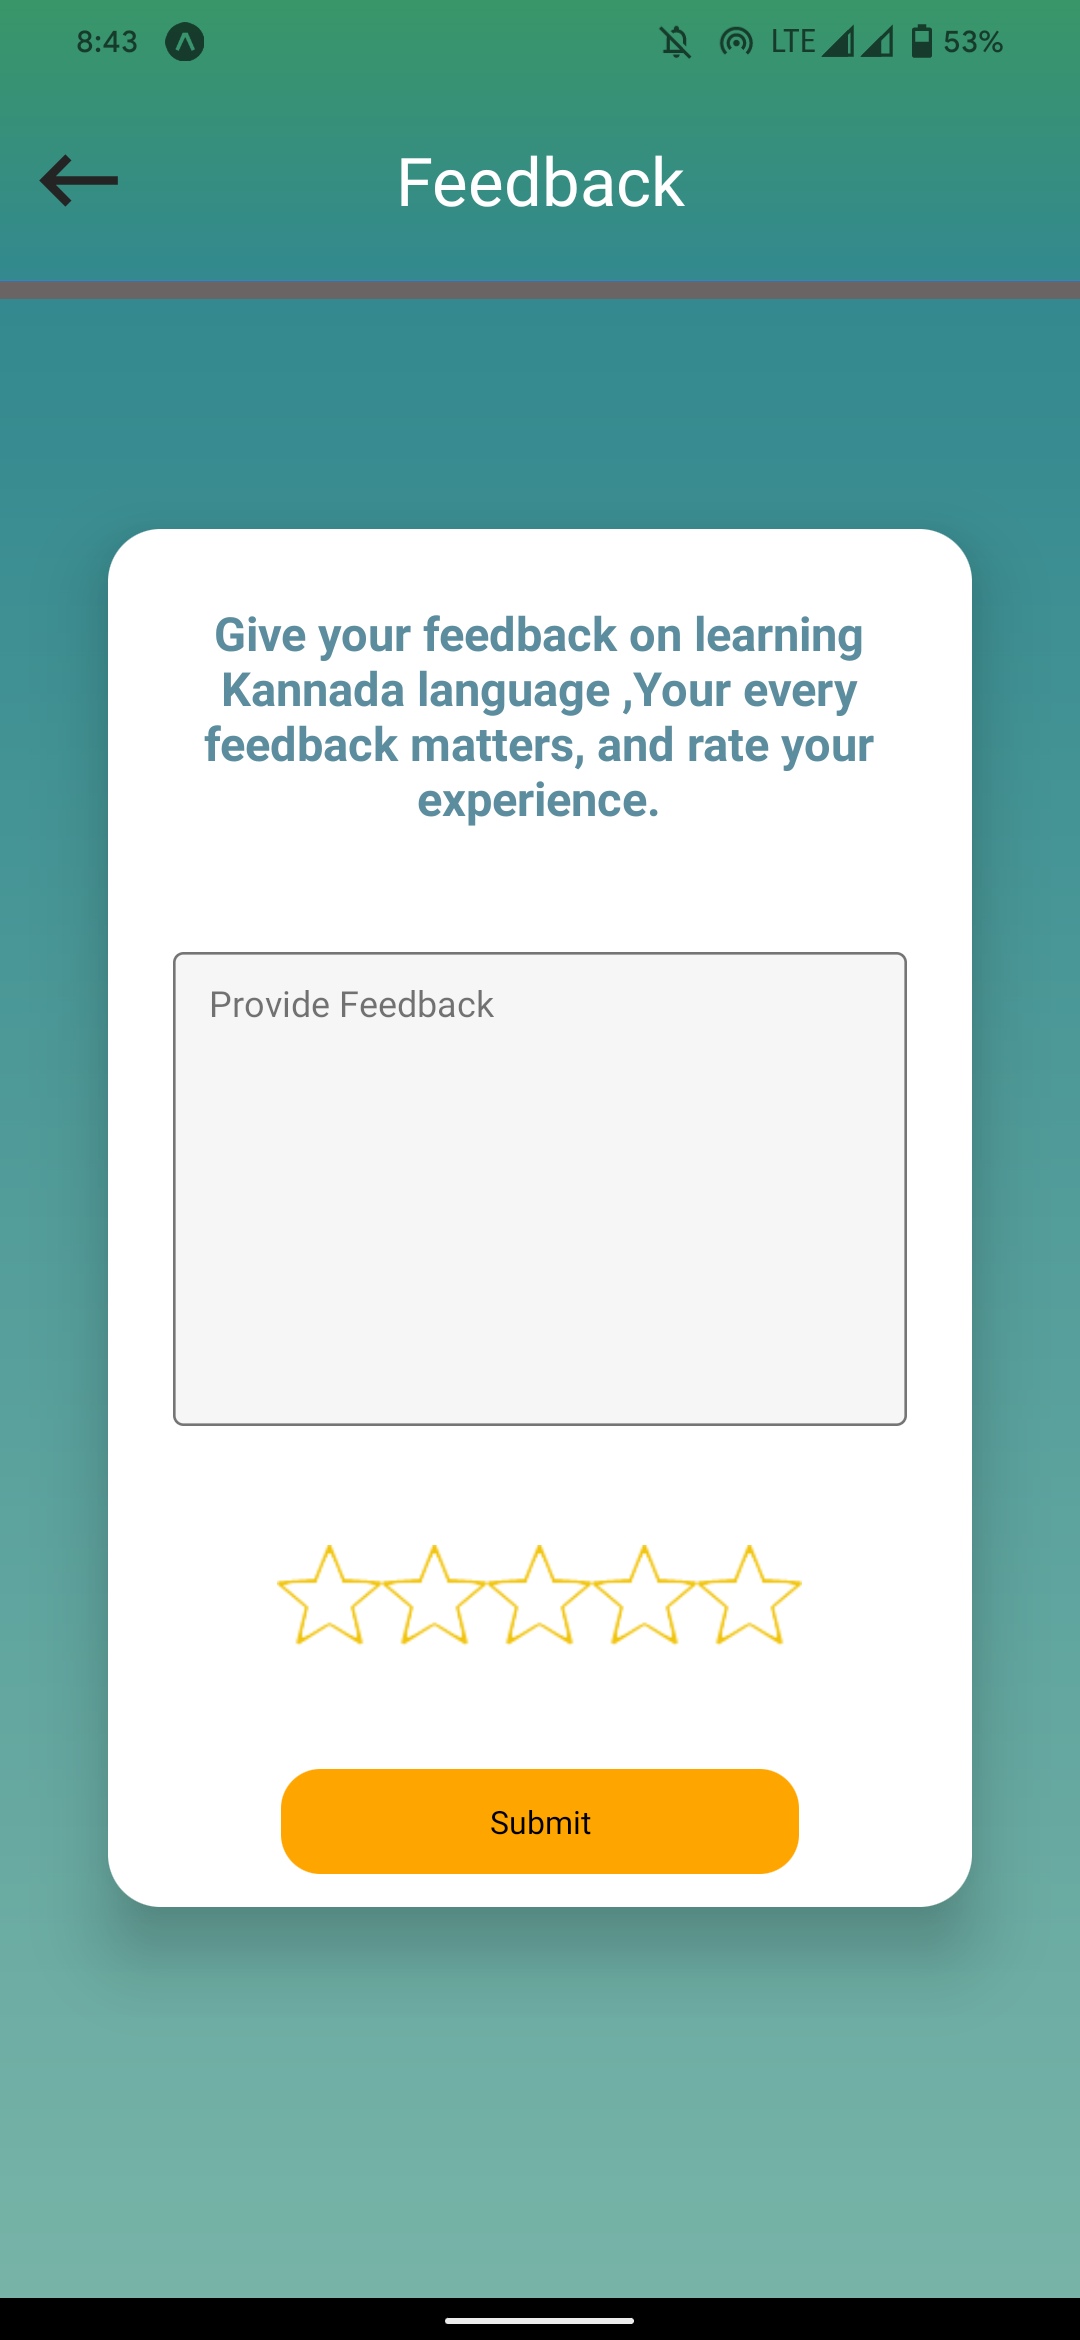 8:43 LTE 53%
Feedback
Give your feedback on learning
Kannada language ,Your every
feedback matters, and rate your
experience.
Provide Feedback
Submit